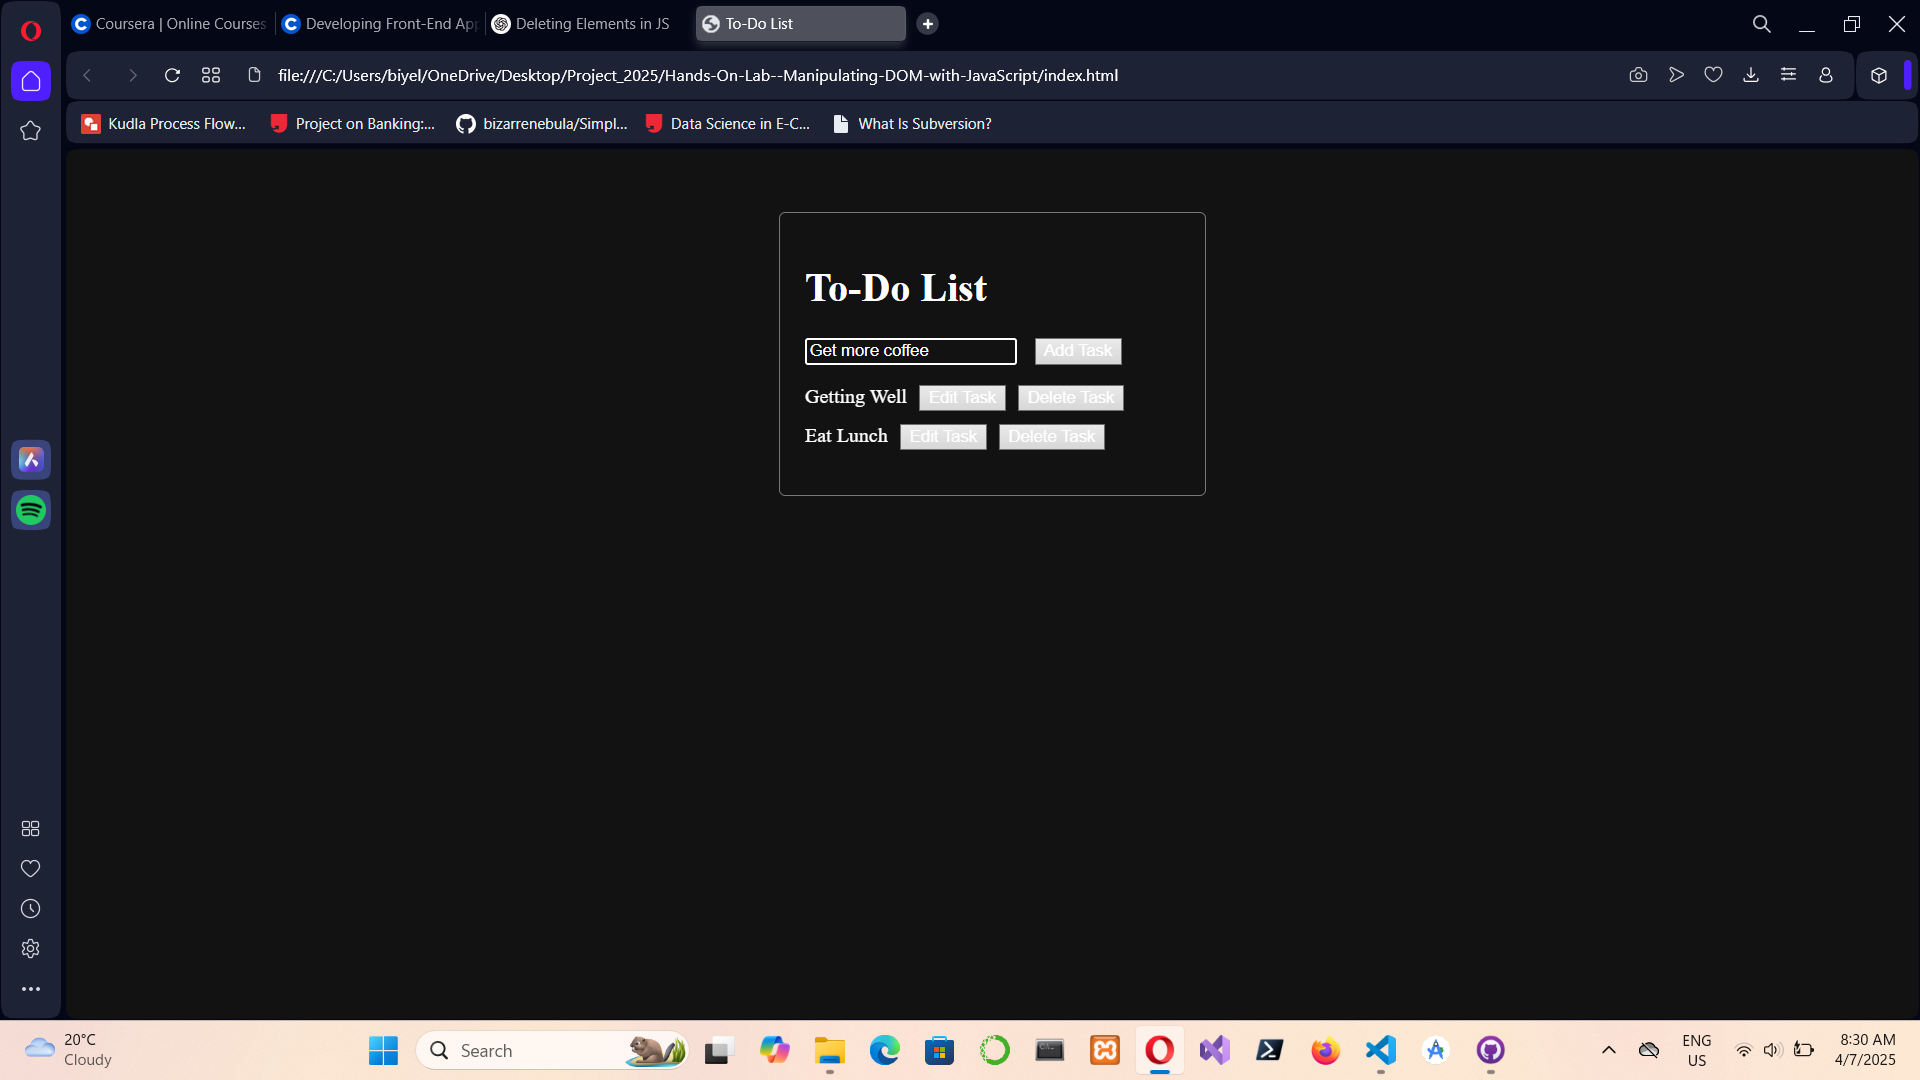 Coursera | Online Courses
Developing Front-End App
Deleting Elements in JS
To-Do List
file:///C:/Users/biyel/OneDrive/Desktop/Project_2025/Hands-On-Lab--Manipulating-DOM-with-JavaScript/index.html
Kudla Process Flow...
Project on Banking:...
bizarrenebula/Simpl...
Data Science in E-C...
What Is Subversion?
To-Do List
Get more coffee Add Task
Getting Well Edit Task Delete Task
Eat Lunch Edit Task Delete Task
20°C
Cloudy
Search
ENG
US
8:30 AM
4/7/2025